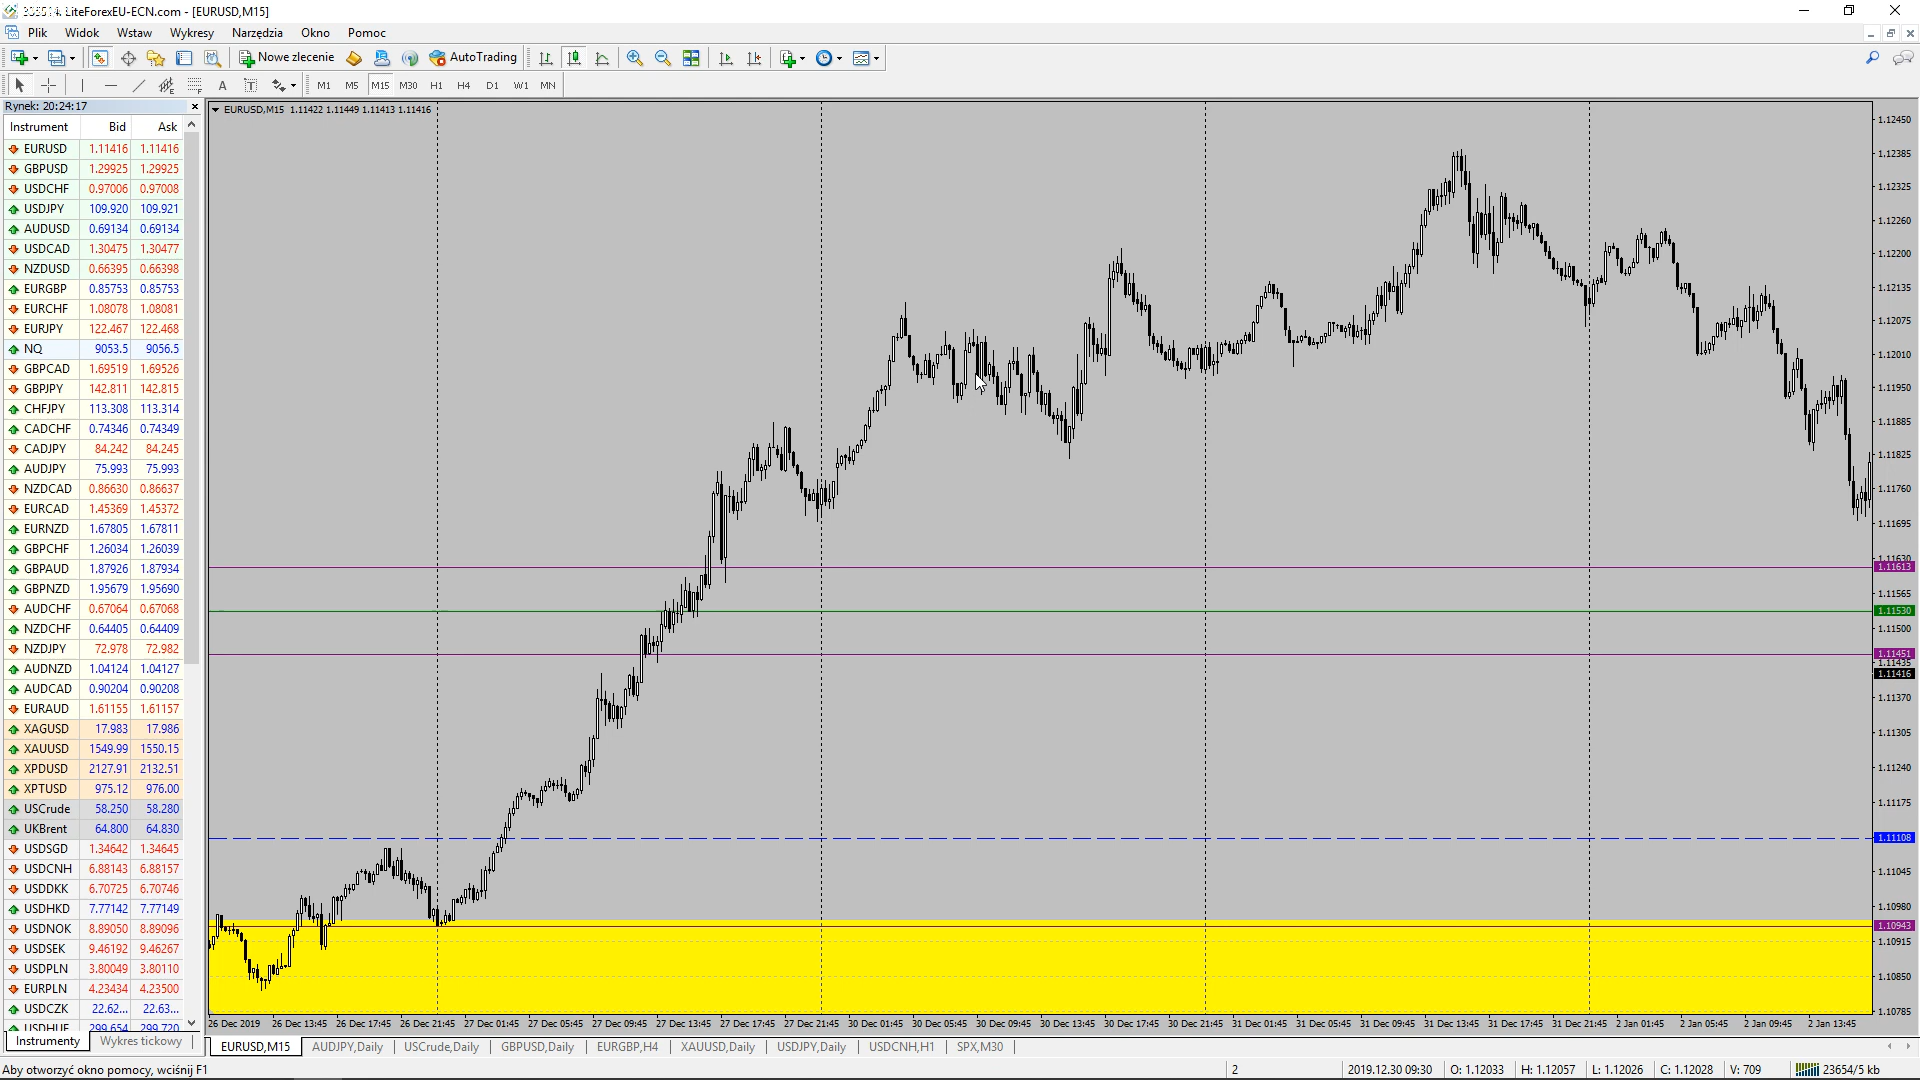 LiteForexEU-ECN.com - [EURUSD,M15]
Plik Widok Wstaw Wykresy Narzędzia Okno Pomoc
Nowe zlecenie AutoTrading
A T M1 M5 M15 M30 H1 H4 D1 W1 MN
Rynek: 20:24:17
Instrument Bid Ask
EURUSD 1.11416 1.11416
GBPUSD 1.29925 1.29925
USDCHF 0.97006 0.97008
USDJPY 109.920 109.921
AUDUSD 0.69134 0.69134
USDCAD 1.30475 1.30477
NZDUSD 0.66395 0.66398
EURGBP 0.85753 0.85753
EURCHF 1.08078 1.08081
EURJPY 122.467 122.468
NQ 9053.5 9056.5
GBPCAD 1.69519 1.69526
GBPJPY 142.811 142.815
CHFJPY 113.308 113.314
CADCHF 0.74346 0.74349
CADJPY 84.242 84.245
AUDJPY 75.993 75.993
NZDCAD 0.86630 0.86637
EURCAD 1.45369 1.45372
EURNZD 1.67805 1.67811
GBPCHF 1.26034 1.26039
GBPAUD 1.87926 1.87934
GBPNZD 1.95679 1.95690
AUDCHF 0.67064 0.67068
NZDCHF 0.64405 0.64409
NZDJPY 72.978 72.982
AUDNZD 1.04124 1.04127
AUDCAD 0.90204 0.90208
EURAUD 1.61155 1.61157
XAGUSD 17.983 17.986
XAUUSD 1549.99 1550.15
XPDUSD 2127.91 2132.51
XPTUSD 975.12 976.00
USCrude 58.250 58.280
UKBrent 64.800 64.830
USDSGD 1.34642 1.34645
USDCNH 6.88143 6.88157
USDDKK 6.70725 6.70746
USDHKD 7.77142 7.77149
USDNOK 8.89050 8.89096
USDSEK 9.46192 9.46267
USDPLN 3.80049 3.80110
EURPLN 4.23434 4.23500
USDCZK 22.62... 22.63...
USDHUF 299.654 299.720
Instrumenty Wykres tickowy
EURUSD,M15 1.11422 1.11449 1.11413 1.11416
1.12450
1.12385
1.12325
1.12260
1.12200
1.12135
1.12075
1.12010
1.11950
1.11885
1.11825
1.11760
1.11695
1.11630
1.11613
1.11565
1.11530
1.11500
1.11451
1.11435
1.11416
1.11370
1.11305
1.11240
1.11175
1.11108
1.11045
1.10980
1.10943
1.10915
1.10850
1.10785
26 Dec 2019 26 Dec 13:45 26 Dec 17:45 26 Dec 21:45 27 Dec 01:45 27 Dec 05:45 27 Dec 09:45 27 Dec 13:45 27 Dec 17:45 27 Dec 21:45 30 Dec 01:45 30 Dec 05:45 30 Dec 09:45 30 Dec 13:45 30 Dec 17:45 30 Dec 21:45 31 Dec 01:45 31 Dec 05:45 31 Dec 09:45 31 Dec 13:45 31 Dec 17:45 31 Dec 21:45 2 Jan 01:45 2 Jan 05:45 2 Jan 09:45 2 Jan 13:45
EURUSD,M15 AUDJPY,Daily USCrude,Daily GBPUSD,Daily EURGBP,H4 XAUUSD,Daily USDJPY,Daily USDCNH,H1 SPX,M30
Aby otworzyć okno pomocy, wciśnij F1 2 2019.12.30 09:30 O: 1.12033 H: 1.12057 L: 1.12026 C: 1.12028 V: 709 23654/5 kb